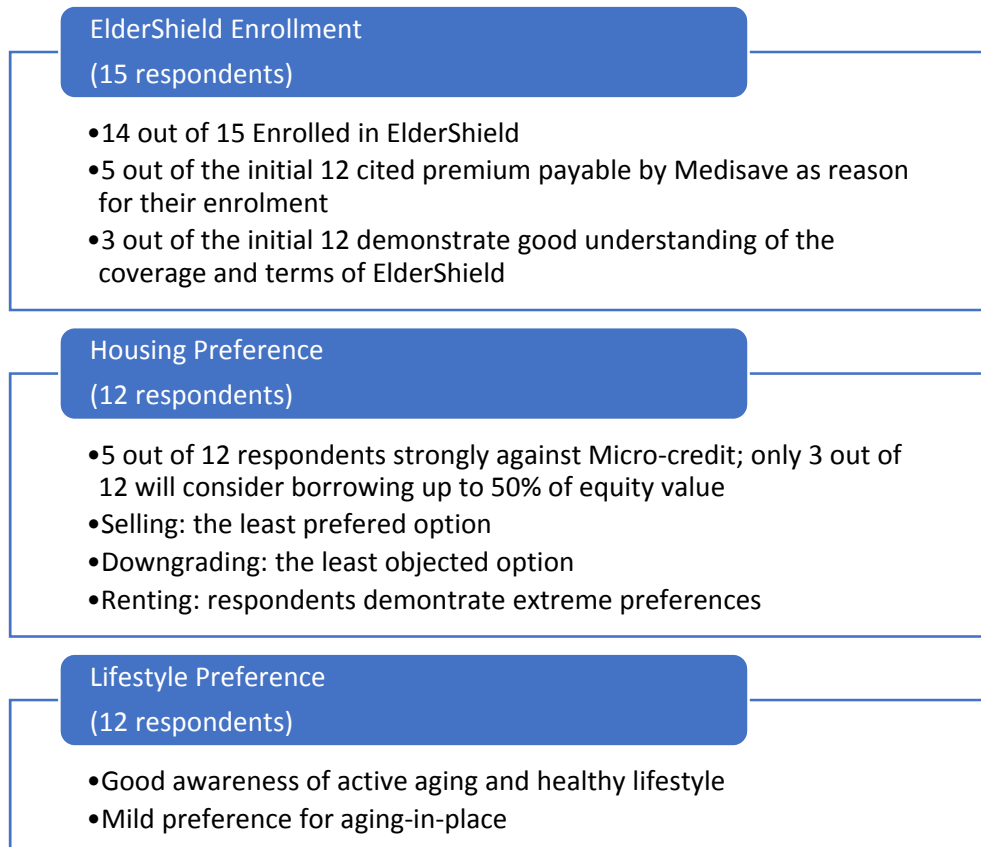 ElderShield Enrollment
(15 respondents)
•14 out of 15 Enrolled in ElderShield
•5 out of the initial 12 cited premium payable by Medisave as reason
for their enrolment
•3 out of the initial 12 demonstrate good understanding of the
coverage and terms of ElderShield
Housing Preference
(12 respondents)
•5 out of 12 respondents strongly against Micro-credit; only 3 out of
12 will consider borrowing up to 50% of equity value
•Selling: the least prefered option
•Downgrading: the least objected option
•Renting: respondents demontrate extreme preferences
Lifestyle Preference
(12 respondents)
•Good awareness of active aging and healthy lifestyle
•Mild preference for aging-in-place